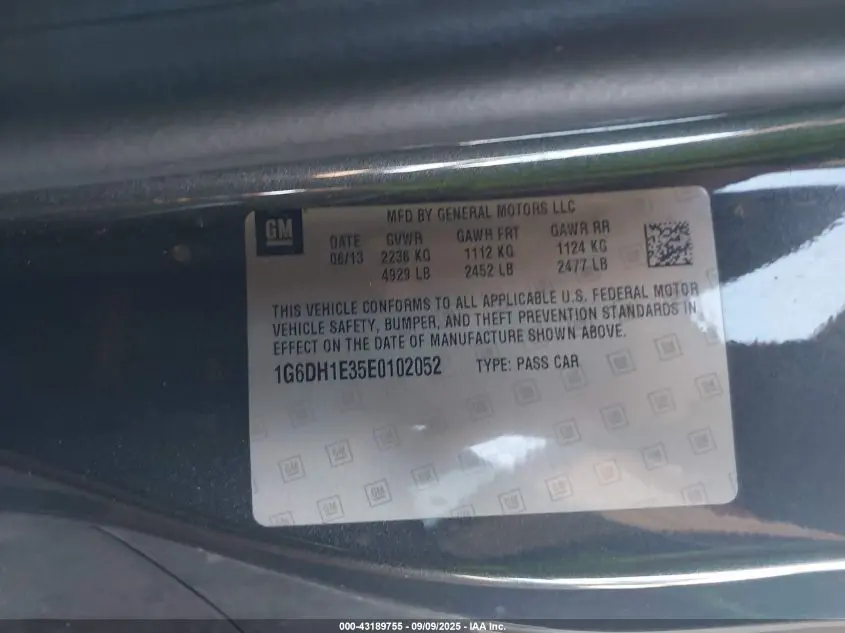 GM
MFD BY GENERAL MOTORS LLC
DATE GVWR GAWR FRT GAWR RR
06/13 2236 KG 1112 KG 1124 KG
4929 LB 2452 LB 2477 LB
THIS VEHICLE CONFORMS TO ALL APPLICABLE U.S. FEDERAL MOTOR
VEHICLE SAFETY, BUMPER, AND THEFT PREVENTION STANDARDS IN
EFFECT ON THE DATE OF MANUFACTURE SHOWN ABOVE.
1G6DH1E35E0102052 TYPE: PASS CAR
000-43189755 - 09/09/2025 - IAA Inc.